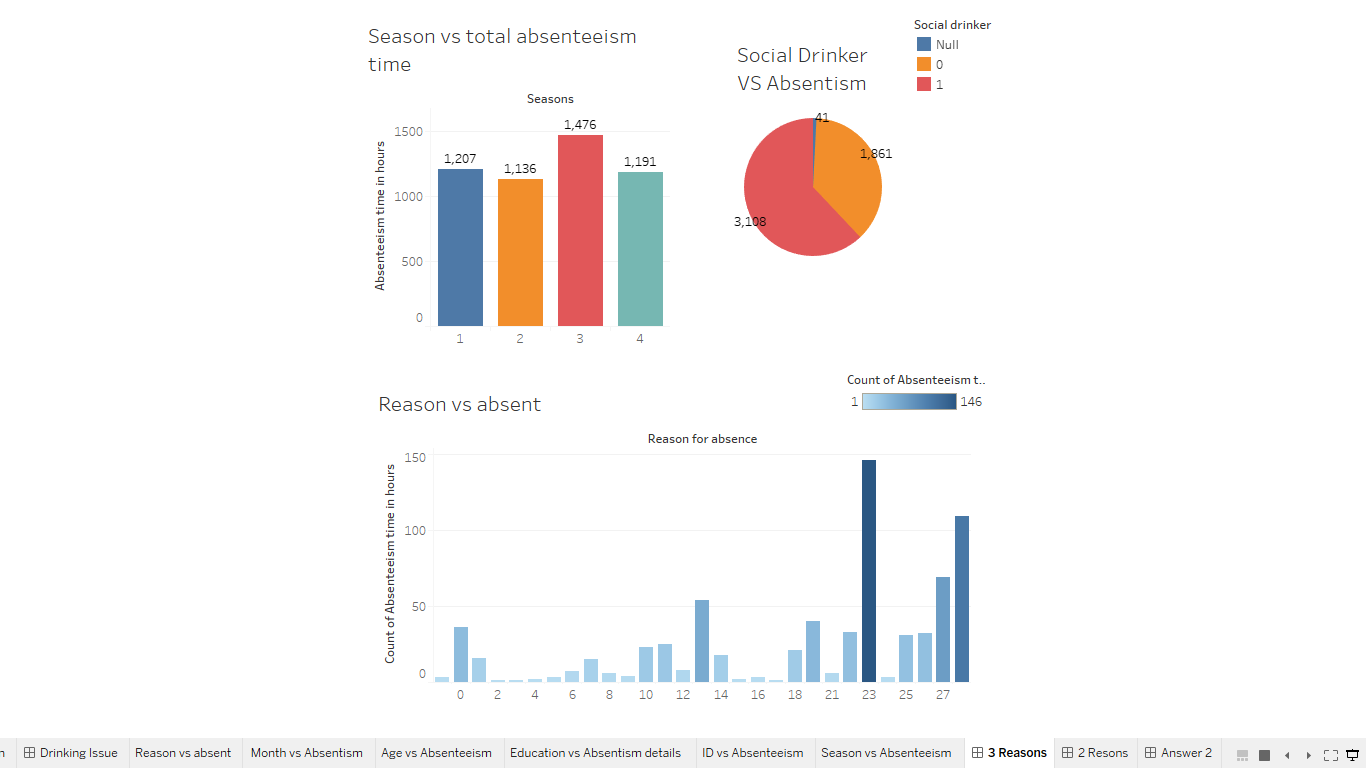 Season vs total absenteeism
time
Seasons
Absenteeism time in hours
1500
1000
500
0
1,207
1,136
1,476
1,191
1 2 3 4
Social Drinker
VS Absentism
41
1,861
3,108
Social drinker
Null
0
1
Reason vs absent
Count of Absenteeism t..
1 146
Reason for absence
Count of Absenteeism time in hours
150
100
50
0
0 2 4 6 8 10 12 14 16 18 21 23 25 27
Drinking Issue Reason vs absent Month vs Absentism Age vs Absenteeism Education vs Absentism details ID vs Absenteeism Season vs Absenteeism 3 Reasons 2 Resons Answer 2